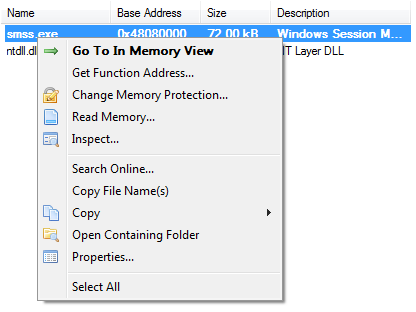 Name Base Address Size Description
smss.exe 0x48080000 72.00 kB Windows Session M...
ntdll.dl IT Layer DLL
Go To In Memory View
Get Function Address...
Change Memory Protection...
Read Memory...
Inspect...
Search Online...
Copy File Name(s)
Copy
Open Containing Folder
Properties...
Select All